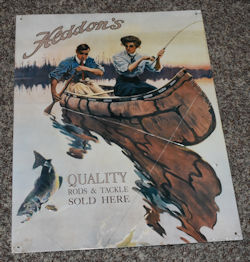 Heddon's
QUALITY
RODS & TACKLE
SOLD HERE